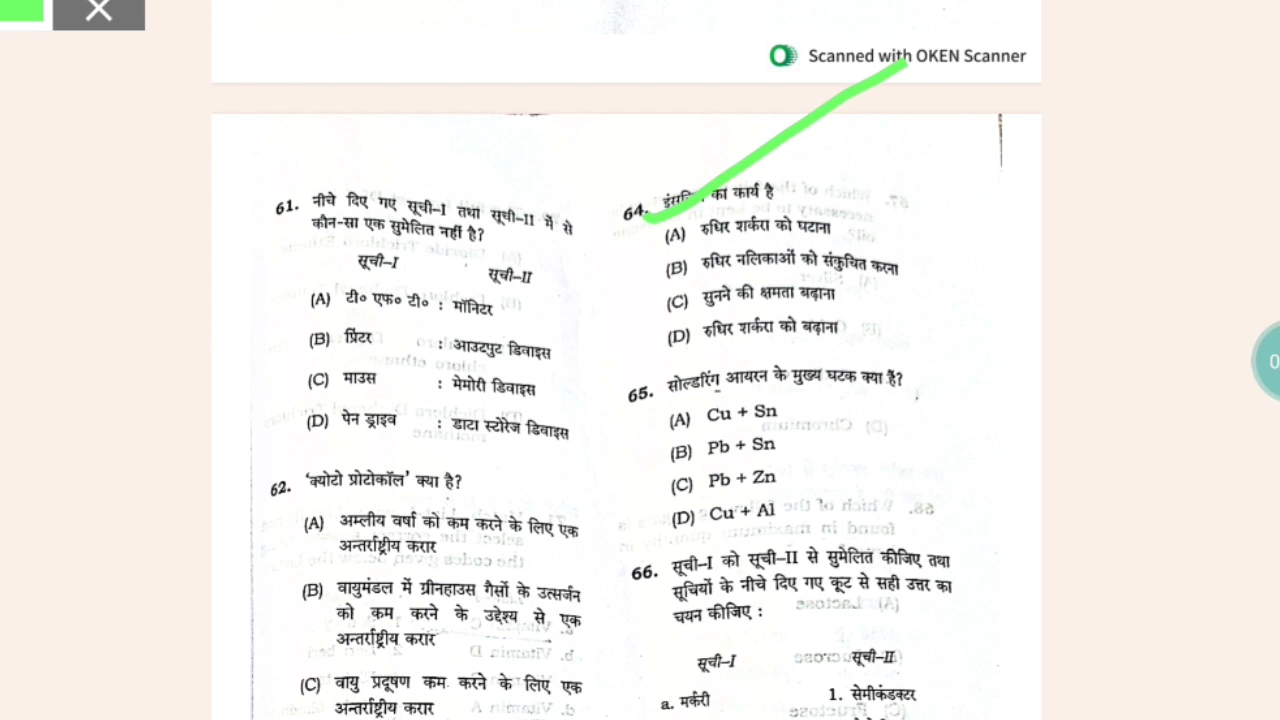 Scanned with OKEN Scanner
61. नीचे दिए गए सूची-I तथा सूची-II में से
कौन-सा एक सुमेलित नहीं है?
सूची-I सूची-II
(A) टी० एफ० टी० : मॉनिटर
(B) प्रिंटर : आउटपुट डिवाइस
(C) माउस : मेमोरी डिवाइस
(D) पेन ड्राइव : डाटा स्टोरेज डिवाइस
62. 'क्योटो प्रोटोकॉल' क्या है?
(A) अम्लीय वर्षा को कम करने के लिए एक
अन्तर्राष्ट्रीय करार
(B) वायुमंडल में ग्रीनहाउस गैसों के उत्सर्जन
को कम करने के उद्देश्य से एक
अन्तर्राष्ट्रीय करार
(C) वायु प्रदूषण कम करने के लिए एक
अन्तर्राष्ट्रीय करार
64. का कार्य है
(A) रुधिर शर्करा को घटाना
(B) रुधिर नलिकाओं को संकुचित करना
(C) सुनने की क्षमता बढ़ाना
(D) रुधिर शर्करा को बढ़ाना
65. सोल्डरिंग आयरन के मुख्य घटक क्या हैं?
(A) Cu + Sn
(B) Pb + Sn
(C) Pb + Zn
(D) Cu + Al
66. सूची-I को सूची-II से सुमेलित कीजिए तथा
सूचियों के नीचे दिए गए कूट से सही उत्तर का
चयन कीजिए :
सूची-I सूची-II
a. मर्करी 1. सेमीकंडक्टर